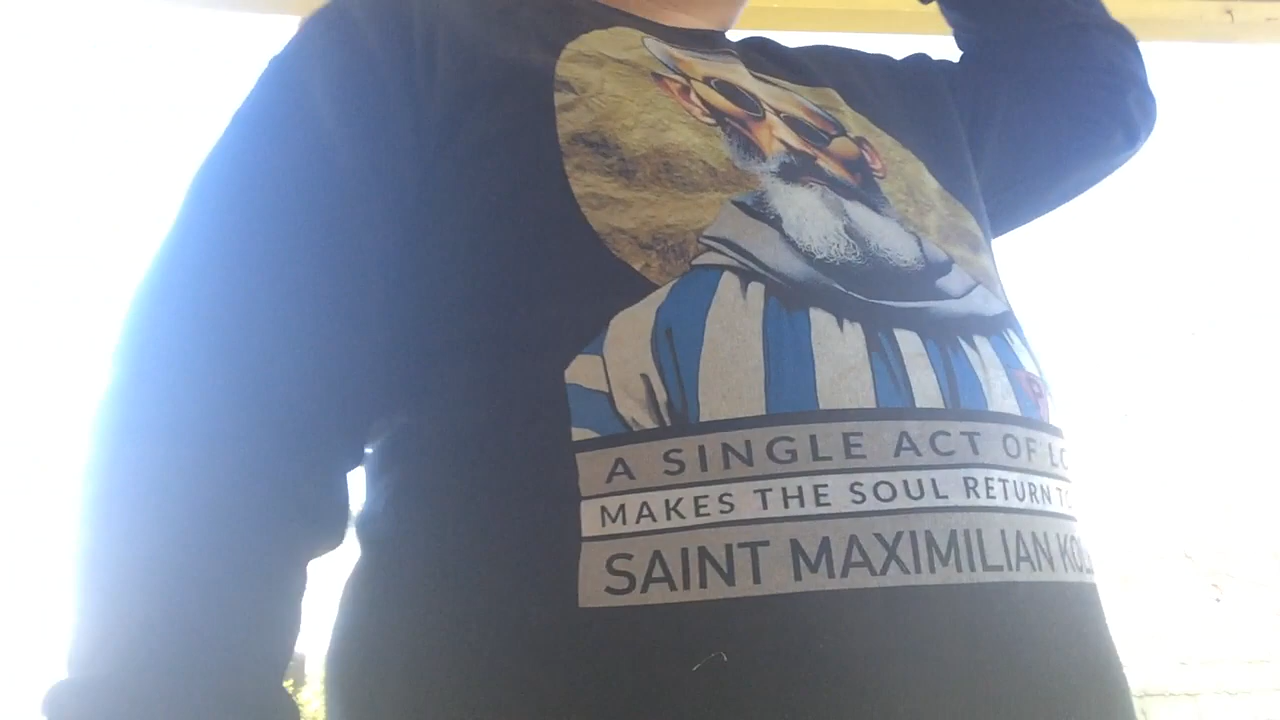 A SINGLE ACT OF
MAKES THE SOUL RETURN
SAINT MAXIMILIAN